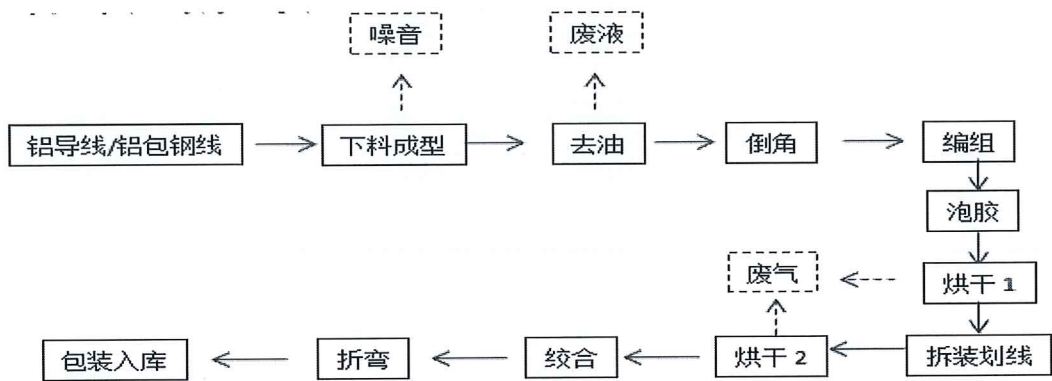 噪音
废液
铝导线/铝包钢线
下料成型
去油
倒角
编组
泡胶
废气
烘干 1
包装入库
折弯
绞合
烘干 2
拆装划线